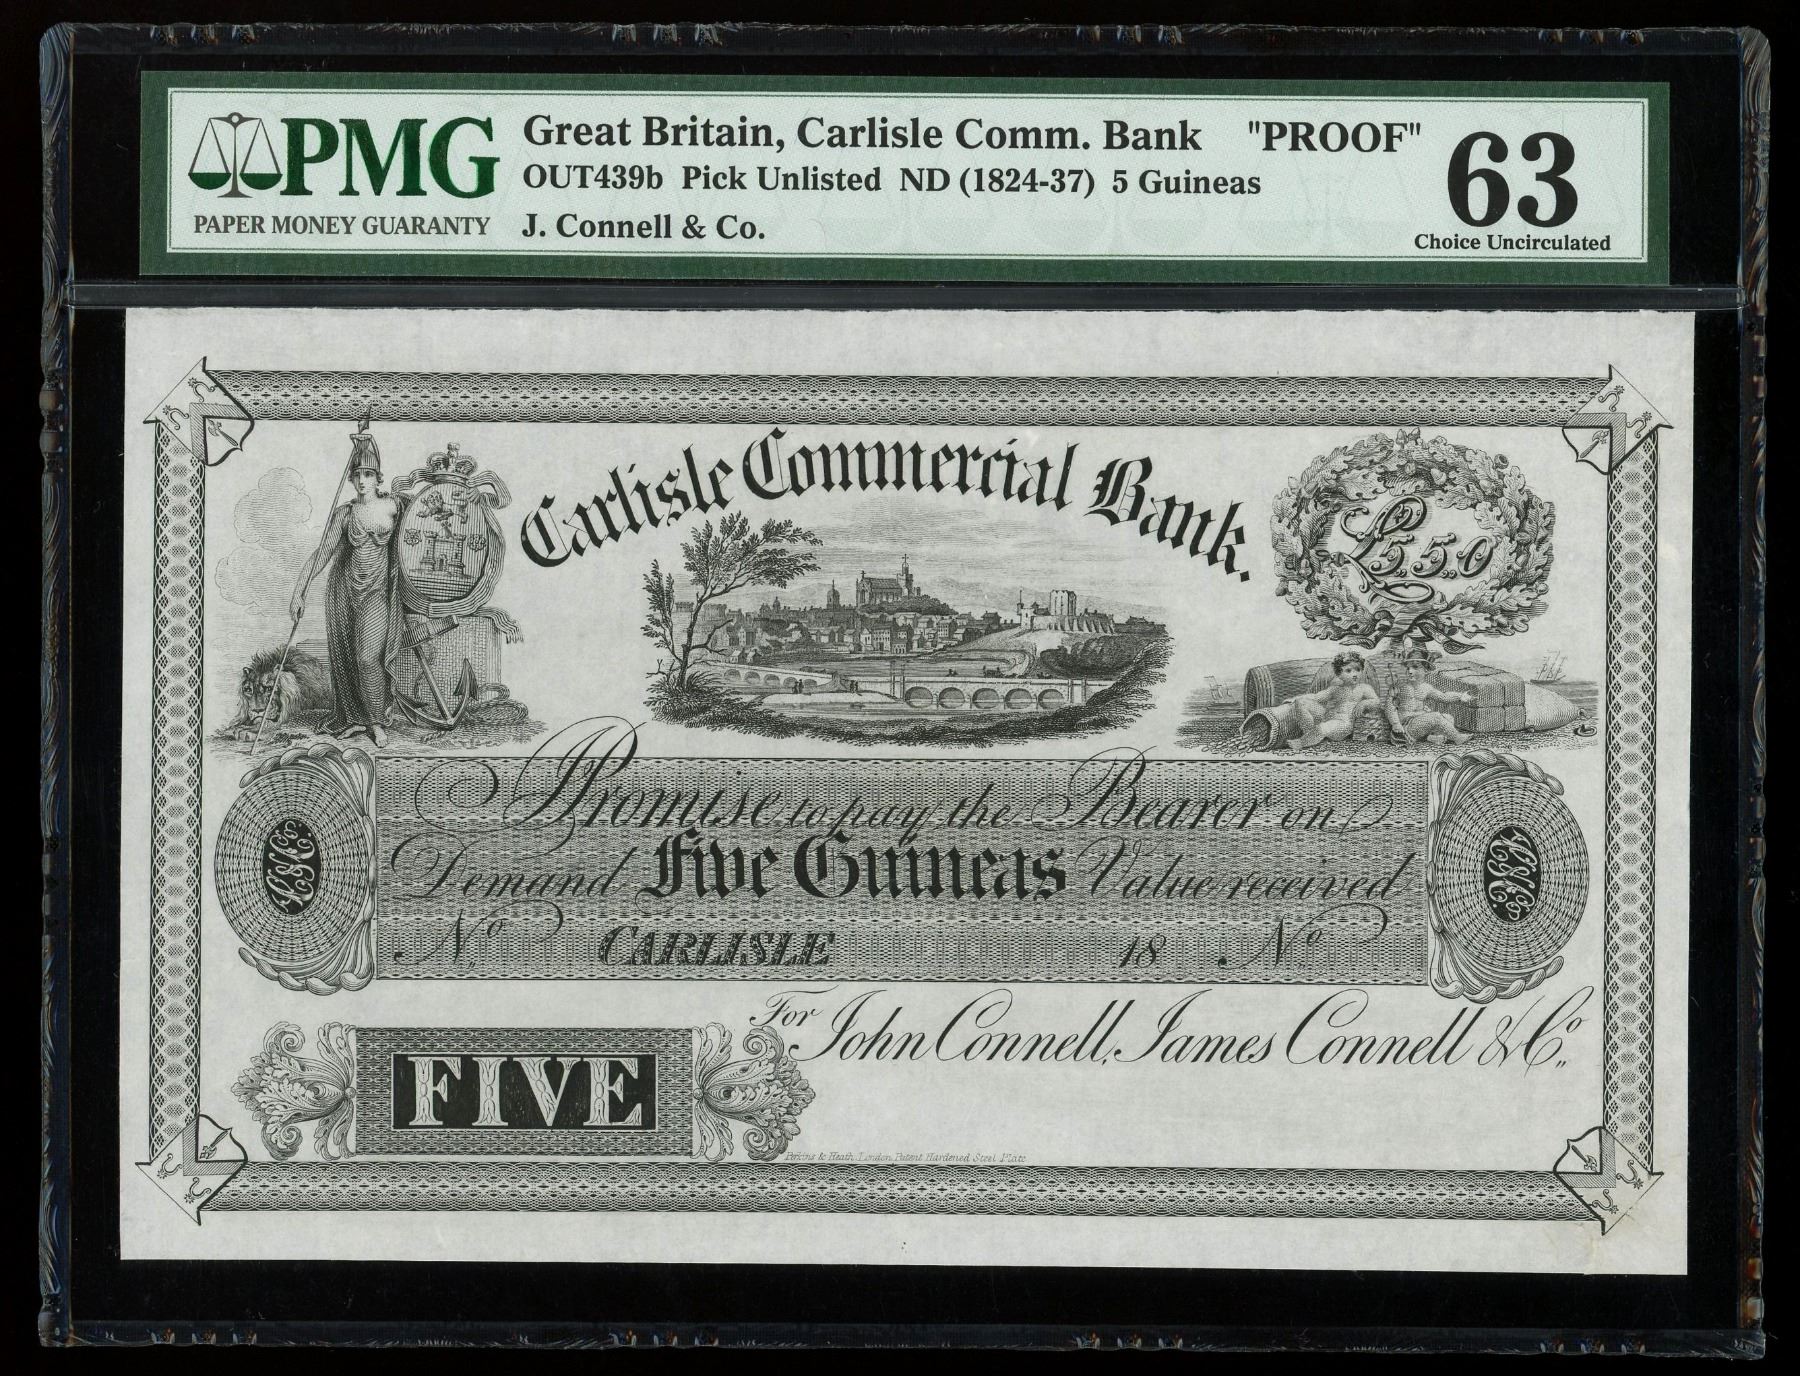 PMG
PAPER MONEY GUARANTY
Great Britain, Carlisle Comm. Bank "PROOF"
OUT439b Pick Unlisted ND (1824-37) 5 Guineas
J. Connell & Co.
63
Choice Uncirculated
Carlisle Commercial Bank.
£5,,5,,0
I Promise to pay the Bearer on
Demand Five Guineas Value received
No. CARLISLE 18 . No
For John Connell, James Connell & Co.,
FIVE
Perkins & Heath London Patent Hardened Steel Plate